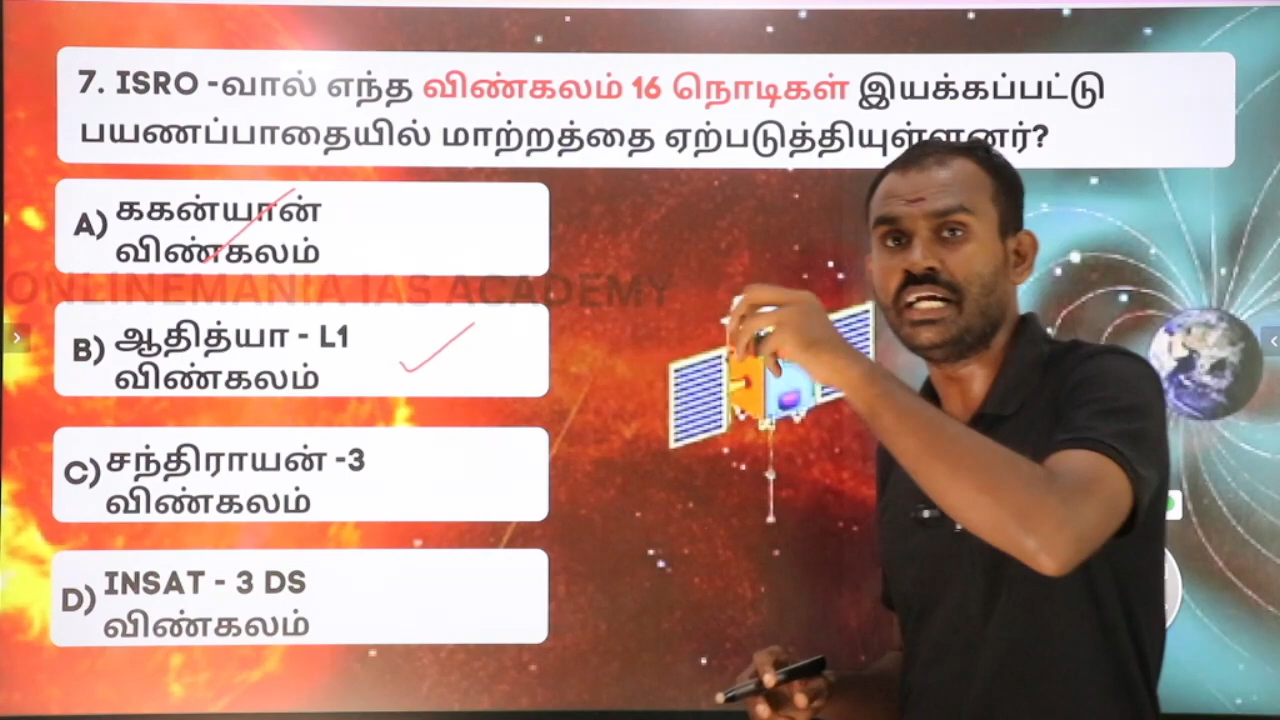 7. ISRO -வால் எந்த விண்கலம் 16 நொடிகள் இயக்கப்பட்டு
பயணப்பாதையில் மாற்றத்தை ஏற்படுத்தியுள்ளனர்?
A) ககன்யான்
விண்கலம்
ONLINEMANIA IAS ACADEMY
B) ஆதித்யா - L1
விண்கலம்
C) சந்திராயன் -3
விண்கலம்
D) INSAT - 3 DS
விண்கலம்